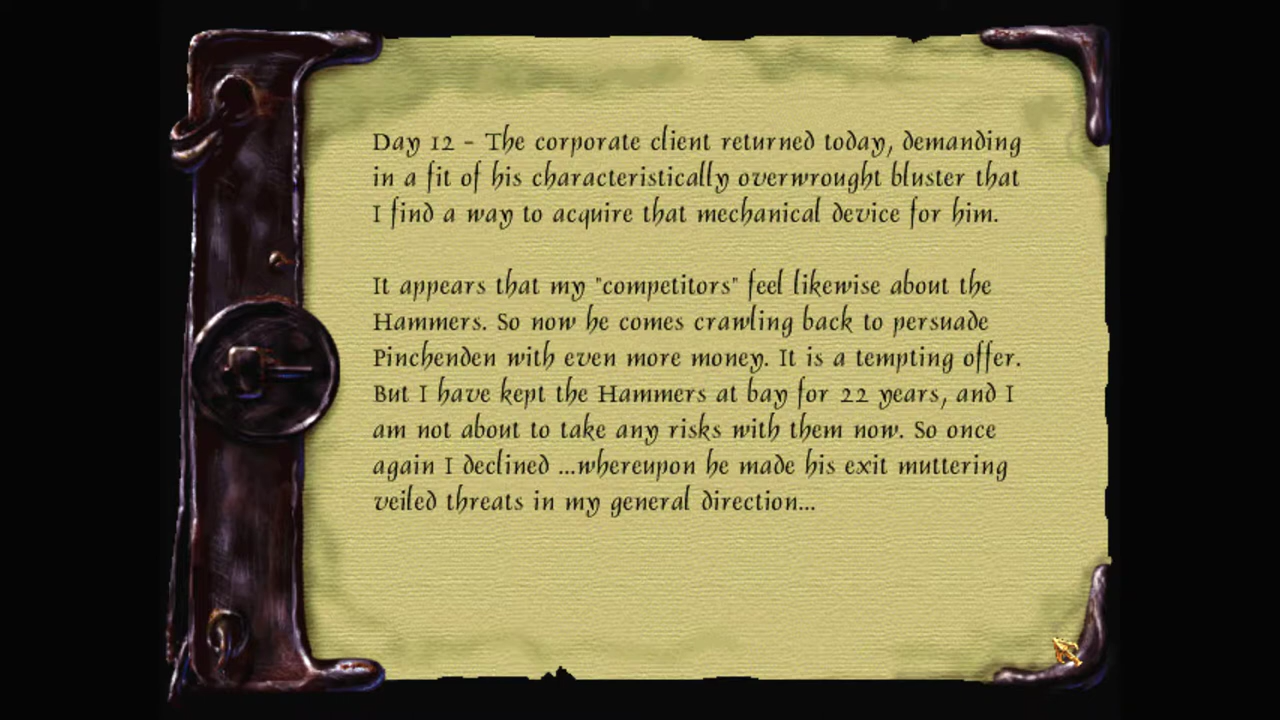 Day 12 - The corporate client returned today, demanding
in a fit of his characteristically overwrought bluster that
I find a way to acquire that mechanical device for him.
It appears that my "competitors" feel likewise about the
Hammers. So now he comes crawling back to persuade
Pinchenden with even more money. It is a tempting offer.
But I have kept the Hammers at bay for 22 years, and I
am not about to take any risks with them now. So once
again I declined ...whereupon he made his exit muttering
veiled threats in my general direction...